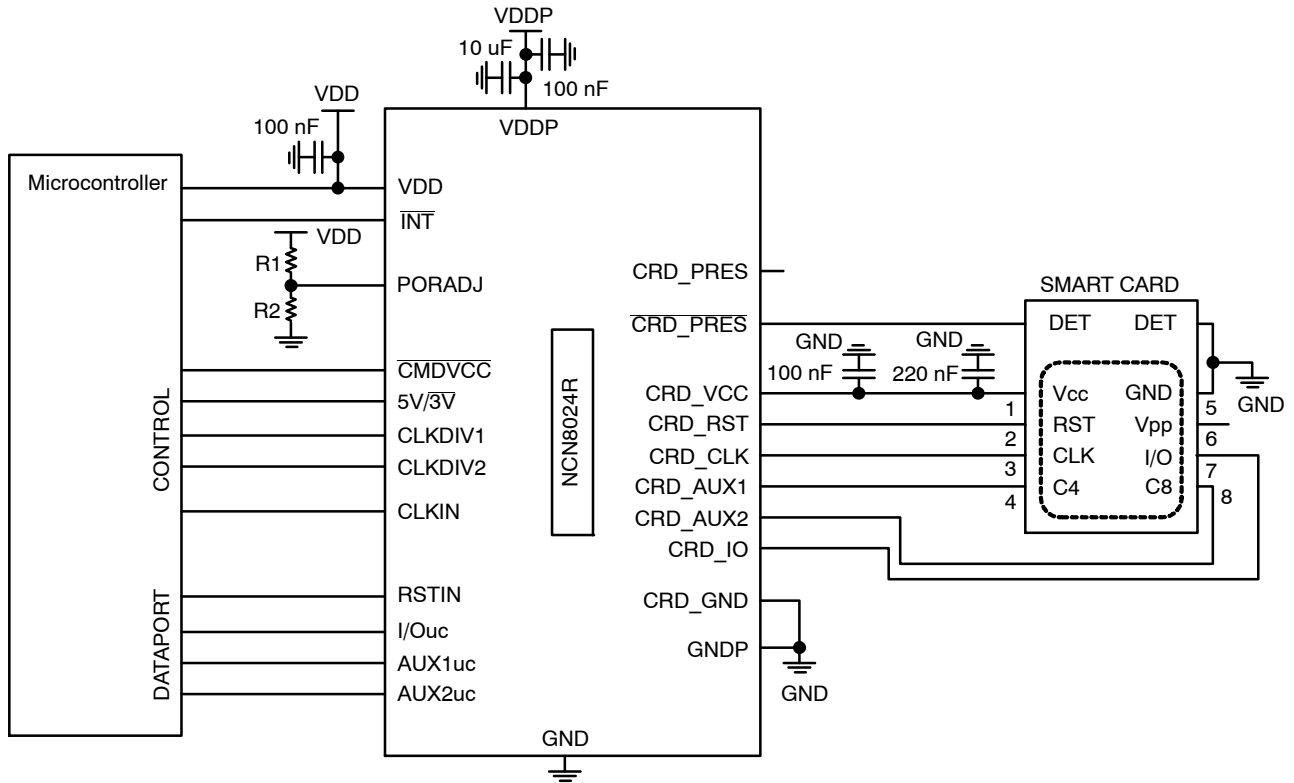 VDDP
10 uF
100 nF
VDD
100 nF
VDDP
Microcontroller
VDD
INT
VDD
R1
PORADJ
R2
CRD_PRES
SMART CARD
CRD_PRES
DET DET
GND GND
100 nF 220 nF
CONTROL
CMDVCC
5V/3V
CLKDIV1
CLKDIV2
CLKIN
NCN8024R
CRD_VCC
CRD_RST
CRD_CLK
CRD_AUX1
CRD_AUX2
CRD_IO
Vcc GND
RST Vpp
CLK I/O
C4 C8
1
2
3
4
5
6
7
8
GND
DATAPORT
RSTIN
I/Ouc
AUX1uc
AUX2uc
CRD_GND
GNDP
GND
GND